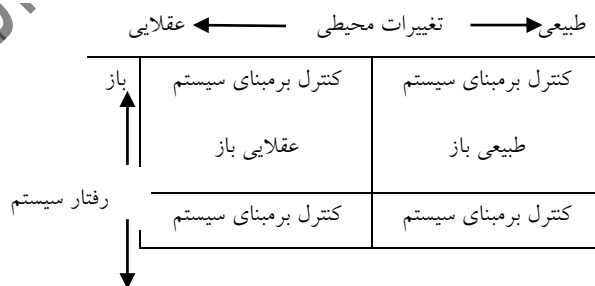 طبیعی تغییرات محیطی عقلایی
کنترل برمبنای سیستم کنترل برمبنای سیستم باز
طبیعی باز عقلایی باز
رفتار سیستم
کنترل برمبنای سیستم کنترل برمبنای سیستم